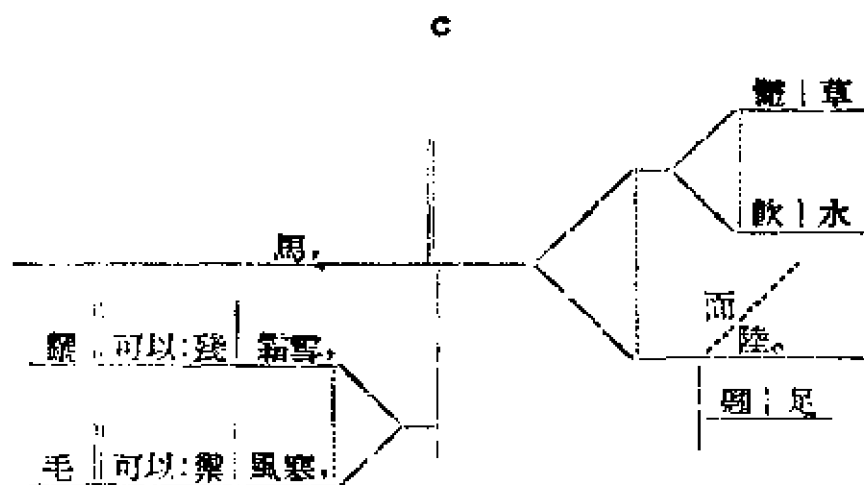 C
齕｜草
飲｜水
馬，
而
陸。
蹄 可以：踐｜霜雪，
翹｜足
毛 可以：禦｜風寒，